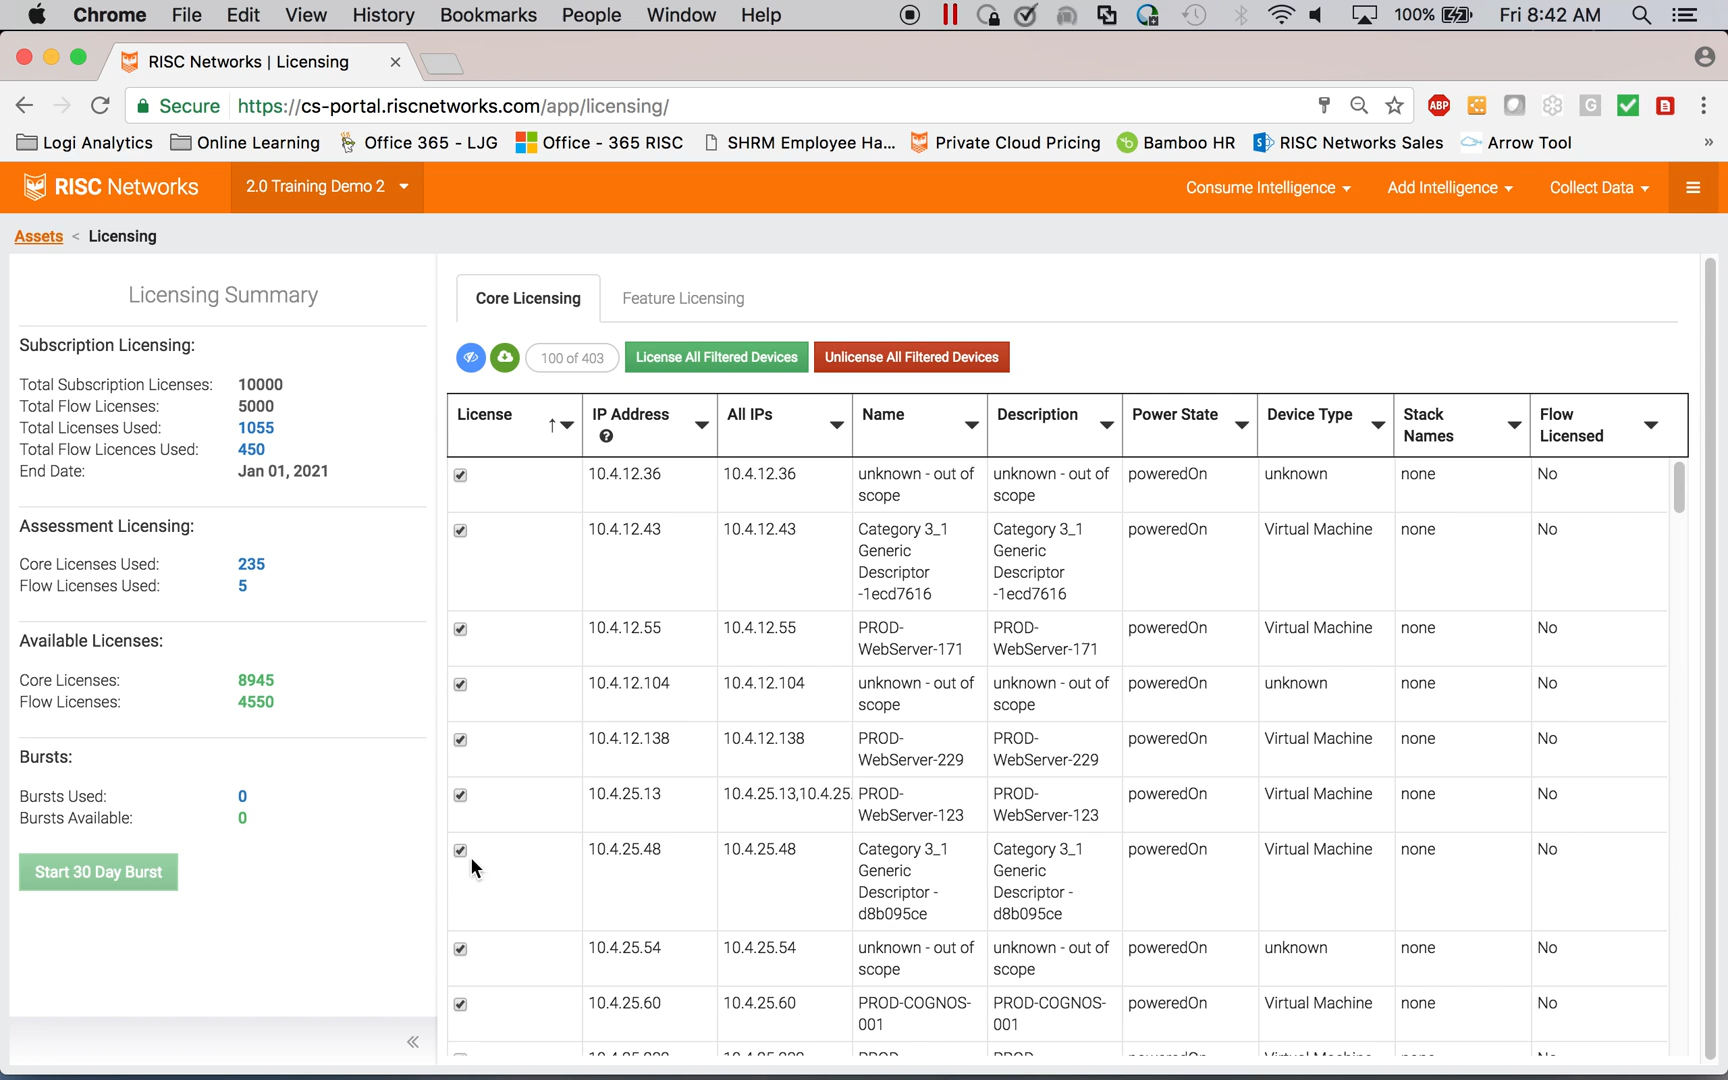 Chrome File Edit View History Bookmarks People Window Help 100% Fri 8:42 AM
RISC Networks | Licensing
Secure https://cs-portal.riscnetworks.com/app/licensing/ ABP G
Logi Analytics Online Learning Office 365 - LJG Office - 365 RISC SHRM Employee Ha... Private Cloud Pricing Bamboo HR RISC Networks Sales Arrow Tool »
RISC Networks 2.0 Training Demo 2 Consume Intelligence Add Intelligence Collect Data
Assets < Licensing
Licensing Summary
Subscription Licensing:
Total Subscription Licenses: 10000
Total Flow Licenses: 5000
Total Licenses Used: 1055
Total Flow Licences Used: 450
End Date: Jan 01, 2021
Assessment Licensing:
Core Licenses Used: 235
Flow Licenses Used: 5
Available Licenses:
Core Licenses: 8945
Flow Licenses: 4550
Bursts:
Bursts Used: 0
Bursts Available: 0
Start 30 Day Burst
«
Core Licensing Feature Licensing
100 of 403 License All Filtered Devices Unlicense All Filtered Devices
License ↑ IP Address ? All IPs Name Description Power State Device Type Stack Names Flow Licensed
10.4.12.36 10.4.12.36 unknown - out of unknown - out of poweredOn unknown none No
scope scope
10.4.12.43 10.4.12.43 Category 3_1 Category 3_1 poweredOn Virtual Machine none No
Generic Generic
Descriptor Descriptor
-1ecd7616 -1ecd7616
10.4.12.55 10.4.12.55 PROD- PROD- poweredOn Virtual Machine none No
WebServer-171 WebServer-171
10.4.12.104 10.4.12.104 unknown - out of unknown - out of poweredOn unknown none No
scope scope
10.4.12.138 10.4.12.138 PROD- PROD- poweredOn Virtual Machine none No
WebServer-229 WebServer-229
10.4.25.13 10.4.25.13,10.4.25. PROD- PROD- poweredOn Virtual Machine none No
WebServer-123 WebServer-123
10.4.25.48 10.4.25.48 Category 3_1 Category 3_1 poweredOn Virtual Machine none No
Generic Generic
Descriptor - Descriptor -
d8b095ce d8b095ce
10.4.25.54 10.4.25.54 unknown - out of unknown - out of poweredOn unknown none No
scope scope
10.4.25.60 10.4.25.60 PROD-COGNOS- PROD-COGNOS- poweredOn Virtual Machine none No
001 001